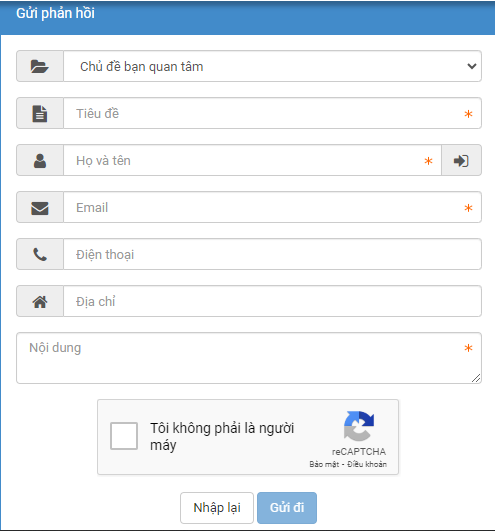 Gửi phản hồi
Chủ đề bạn quan tâm
Tiêu đề *
Họ và tên *
Email *
Điện thoại
Địa chỉ
Nội dung *
Tôi không phải là người
máy
reCAPTCHA
Bảo mật - Điều khoản
Nhập lại Gửi đi